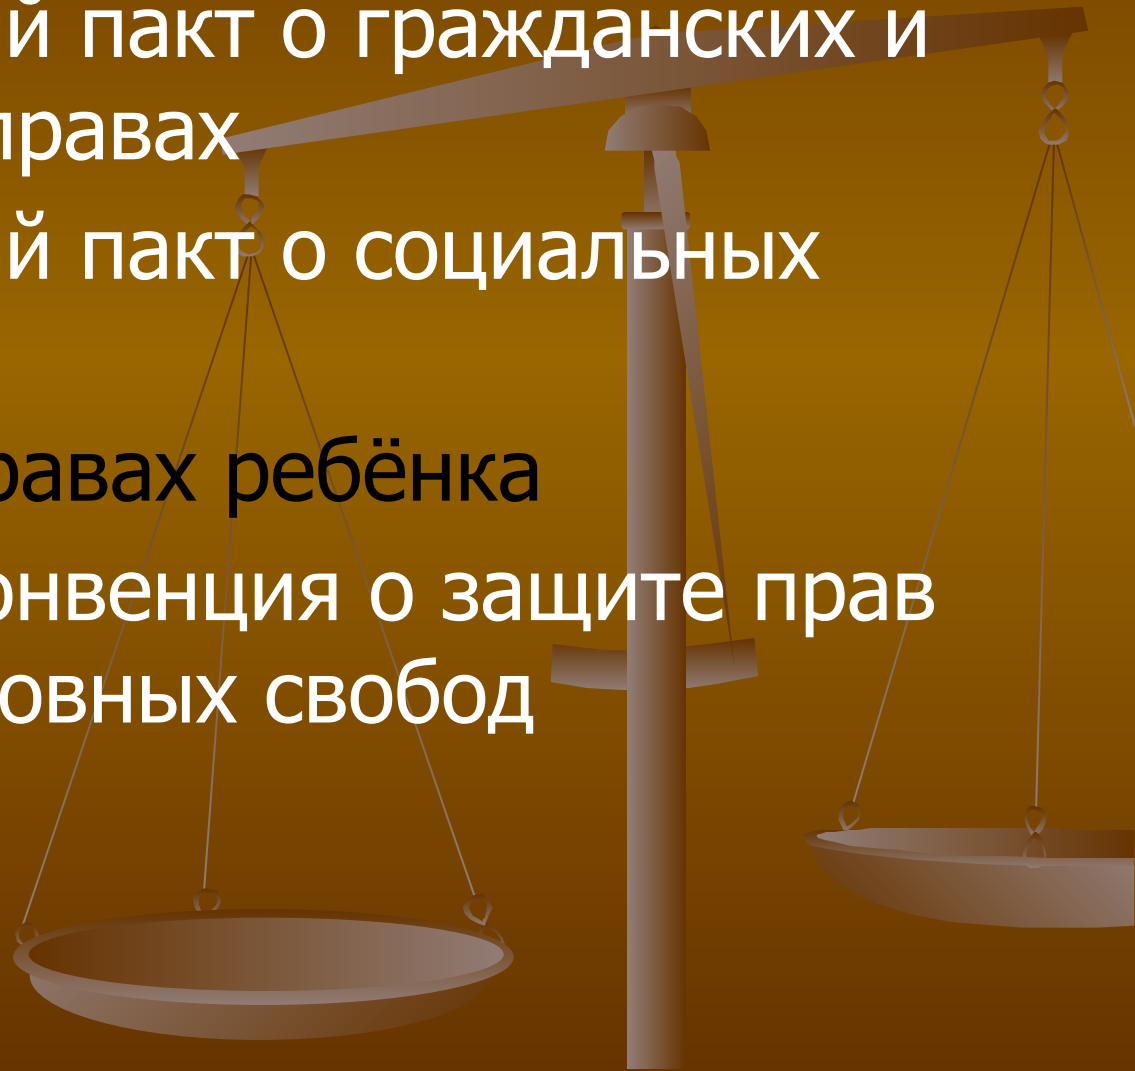 й пакт о гражданских и
правах
й пакт о социальных
равах ребёнка
онвенция о защите прав
овных свобод